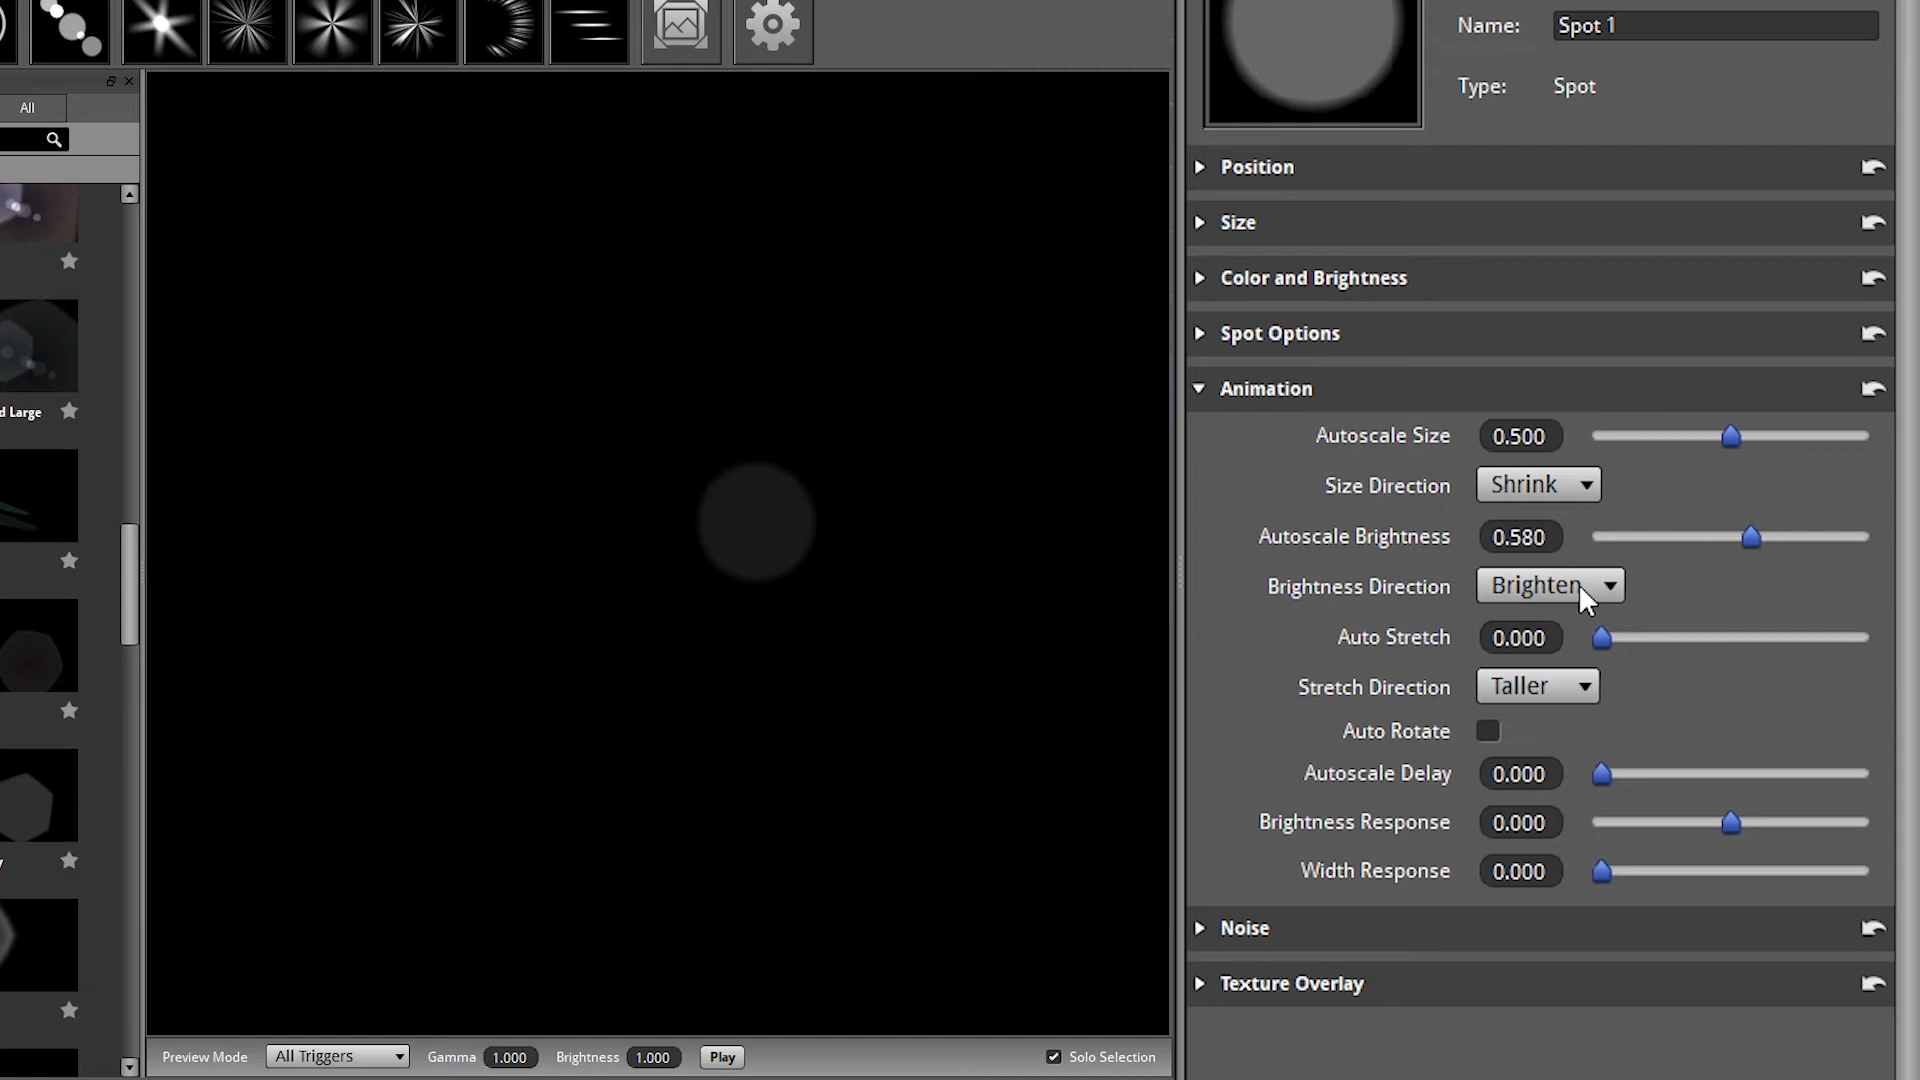 Name: Spot 1
Type: Spot
All
d Large
Position
Size
Color and Brightness
Spot Options
Animation
Autoscale Size 0.500
Size Direction Shrink
Autoscale Brightness 0.580
Brightness Direction Brighten
Auto Stretch 0.000
Stretch Direction Taller
Auto Rotate
Autoscale Delay 0.000
Brightness Response 0.000
Width Response 0.000
Noise
Texture Overlay
Preview Mode All Triggers Gamma 1.000 Brightness 1.000 Play Solo Selection